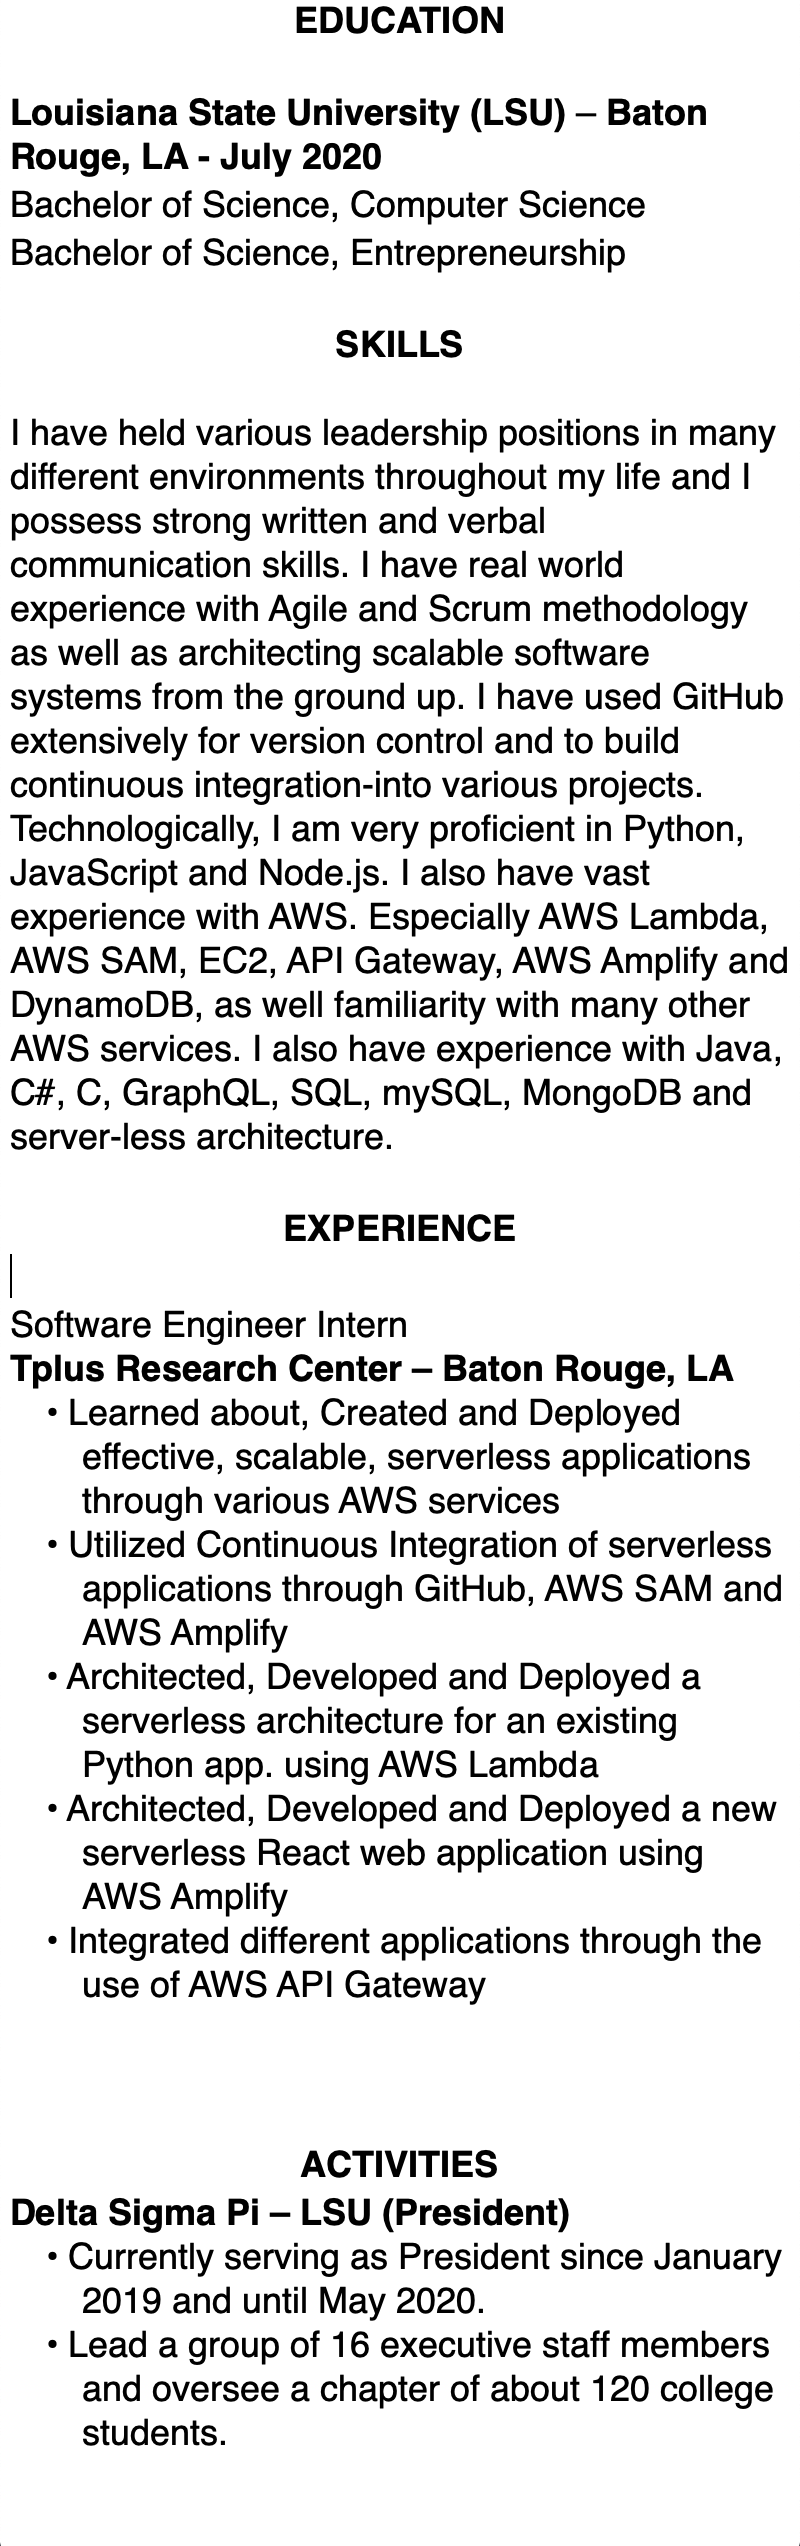 EDUCATION
Louisiana State University (LSU) – Baton
Rouge, LA - July 2020
Bachelor of Science, Computer Science
Bachelor of Science, Entrepreneurship
SKILLS
I have held various leadership positions in many
different environments throughout my life and I
possess strong written and verbal
communication skills. I have real world
experience with Agile and Scrum methodology
as well as architecting scalable software
systems from the ground up. I have used GitHub
extensively for version control and to build
continuous integration-into various projects.
Technologically, I am very proficient in Python,
JavaScript and Node.js. I also have vast
experience with AWS. Especially AWS Lambda,
AWS SAM, EC2, API Gateway, AWS Amplify and
DynamoDB, as well familiarity with many other
AWS services. I also have experience with Java,
C#, C, GraphQL, SQL, mySQL, MongoDB and
server-less architecture.
EXPERIENCE
Software Engineer Intern
Tplus Research Center – Baton Rouge, LA
• Learned about, Created and Deployed
effective, scalable, serverless applications
through various AWS services
• Utilized Continuous Integration of serverless
applications through GitHub, AWS SAM and
AWS Amplify
• Architected, Developed and Deployed a
serverless architecture for an existing
Python app. using AWS Lambda
• Architected, Developed and Deployed a new
serverless React web application using
AWS Amplify
• Integrated different applications through the
use of AWS API Gateway
ACTIVITIES
Delta Sigma Pi – LSU (President)
• Currently serving as President since January
2019 and until May 2020.
• Lead a group of 16 executive staff members
and oversee a chapter of about 120 college
students.